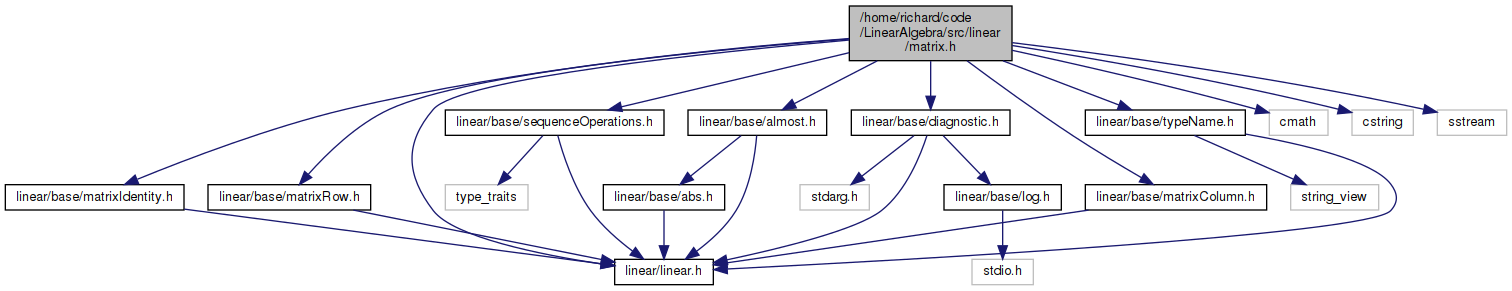 /home/richard/code
/LinearAlgebra/src/linear
/matrix.h
linear/base/sequenceOperations.h
linear/base/almost.h
linear/base/diagnostic.h
linear/base/typeName.h
cmath
cstring
sstream
linear/base/matrixIdentity.h
linear/base/matrixRow.h
type_traits
linear/base/abs.h
stdarg.h
linear/base/log.h
linear/base/matrixColumn.h
string_view
linear/linear.h
stdio.h